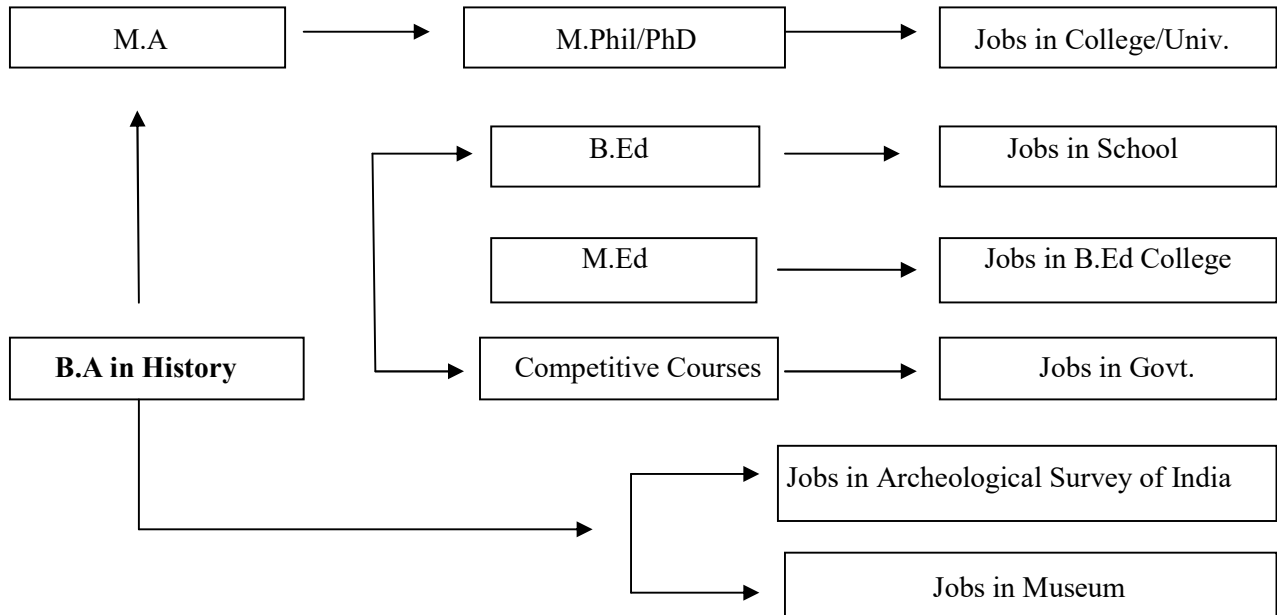 M.A
M.Phil/PhD
Jobs in College/Univ.
B.Ed
Jobs in School
M.Ed
Jobs in B.Ed College
B.A in History
Competitive Courses
Jobs in Govt.
Jobs in Archeological Survey of India
Jobs in Museum